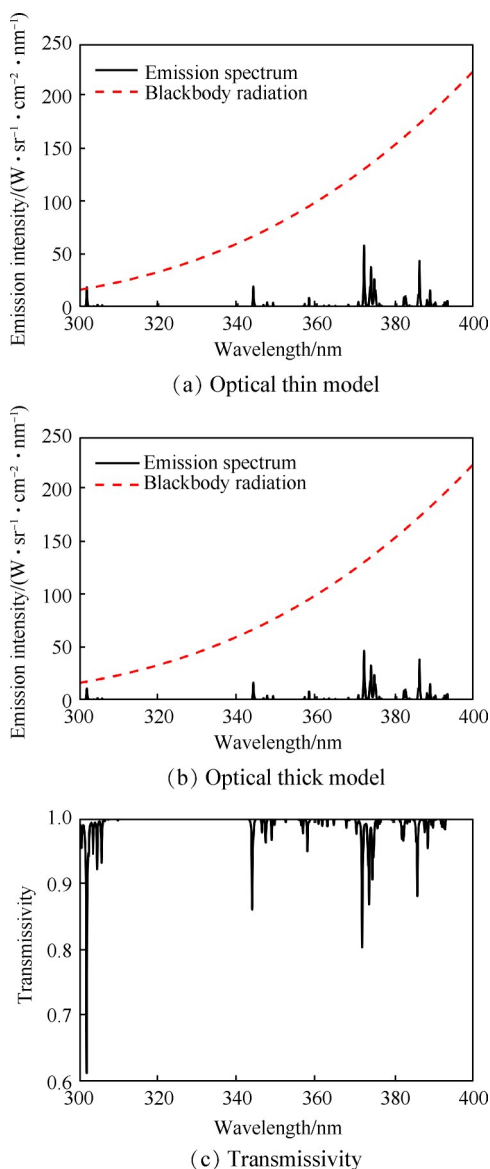 250
200
150
100
50
0
Emission intensity/(W • sr⁻¹ • cm⁻² • nm⁻¹)
Emission spectrum
Blackbody radiation
300 320 340 360 380 400
Wavelength/nm
(a) Optical thin model
250
200
150
100
50
0
Emission intensity/(W • sr⁻¹ • cm⁻² • nm⁻¹)
Emission spectrum
Blackbody radiation
300 320 340 360 380 400
Wavelength/nm
(b) Optical thick model
1.0
0.9
0.8
0.7
0.6
Transmissivity
300 320 340 360 380 400
Wavelength/nm
(c) Transmissivity